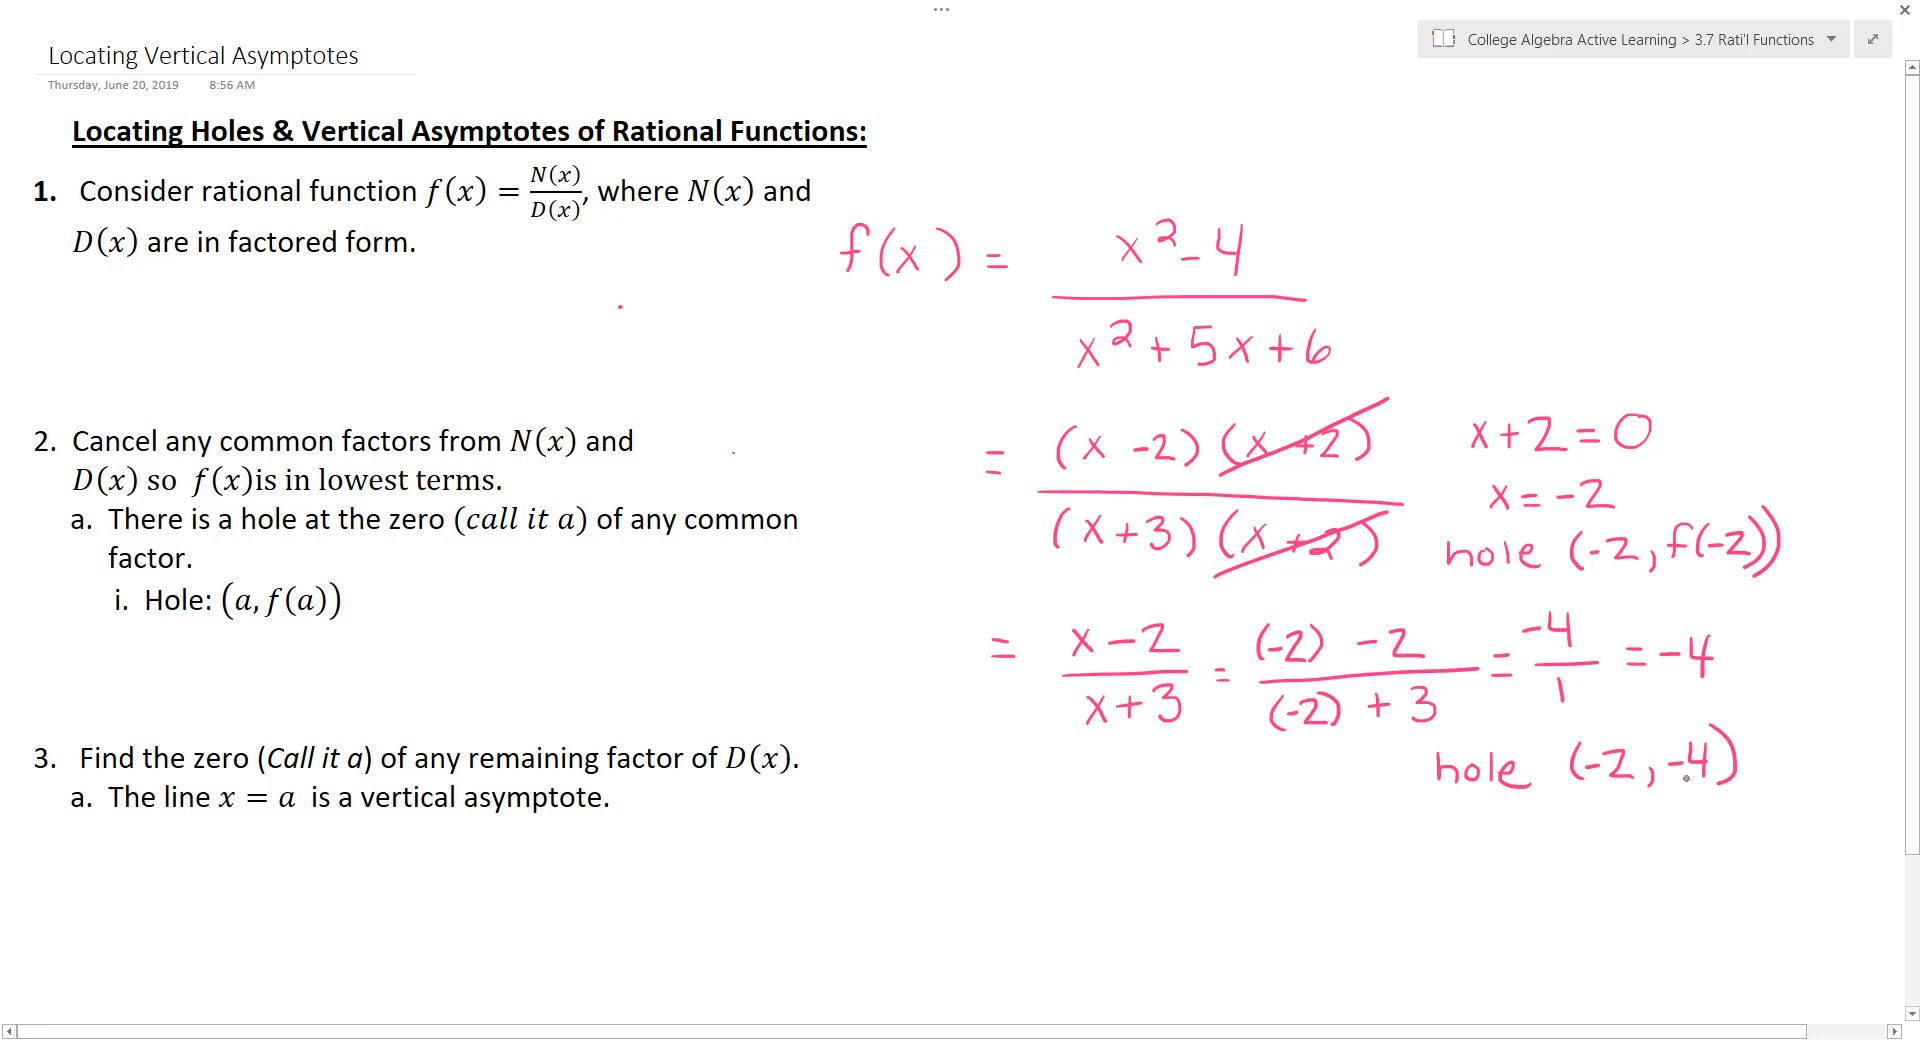 Locating Vertical Asymptotes
Thursday, June 20, 2019 8:56 AM
College Algebra Active Learning > 3.7 Rati'l Functions
Locating Holes & Vertical Asymptotes of Rational Functions:
1. Consider rational function f(x) = N(x)/D(x), where N(x) and
D(x) are in factored form.
2. Cancel any common factors from N(x) and
D(x) so f(x)is in lowest terms.
a. There is a hole at the zero (call it a) of any common
factor.
i. Hole: (a, f(a))
3. Find the zero (Call it a) of any remaining factor of D(x).
a. The line x = a is a vertical asymptote.
f(x) =
x² - 4
x² + 5x + 6
= (x - 2)(x + 2)
(x + 3)(x + 2)
x + 2 = 0
x = -2
hole (-2, f(-2))
= (x - 2)/(x + 3) = ((-2) - 2)/((-2) + 3) = -4/1 = -4
hole (-2, -4)